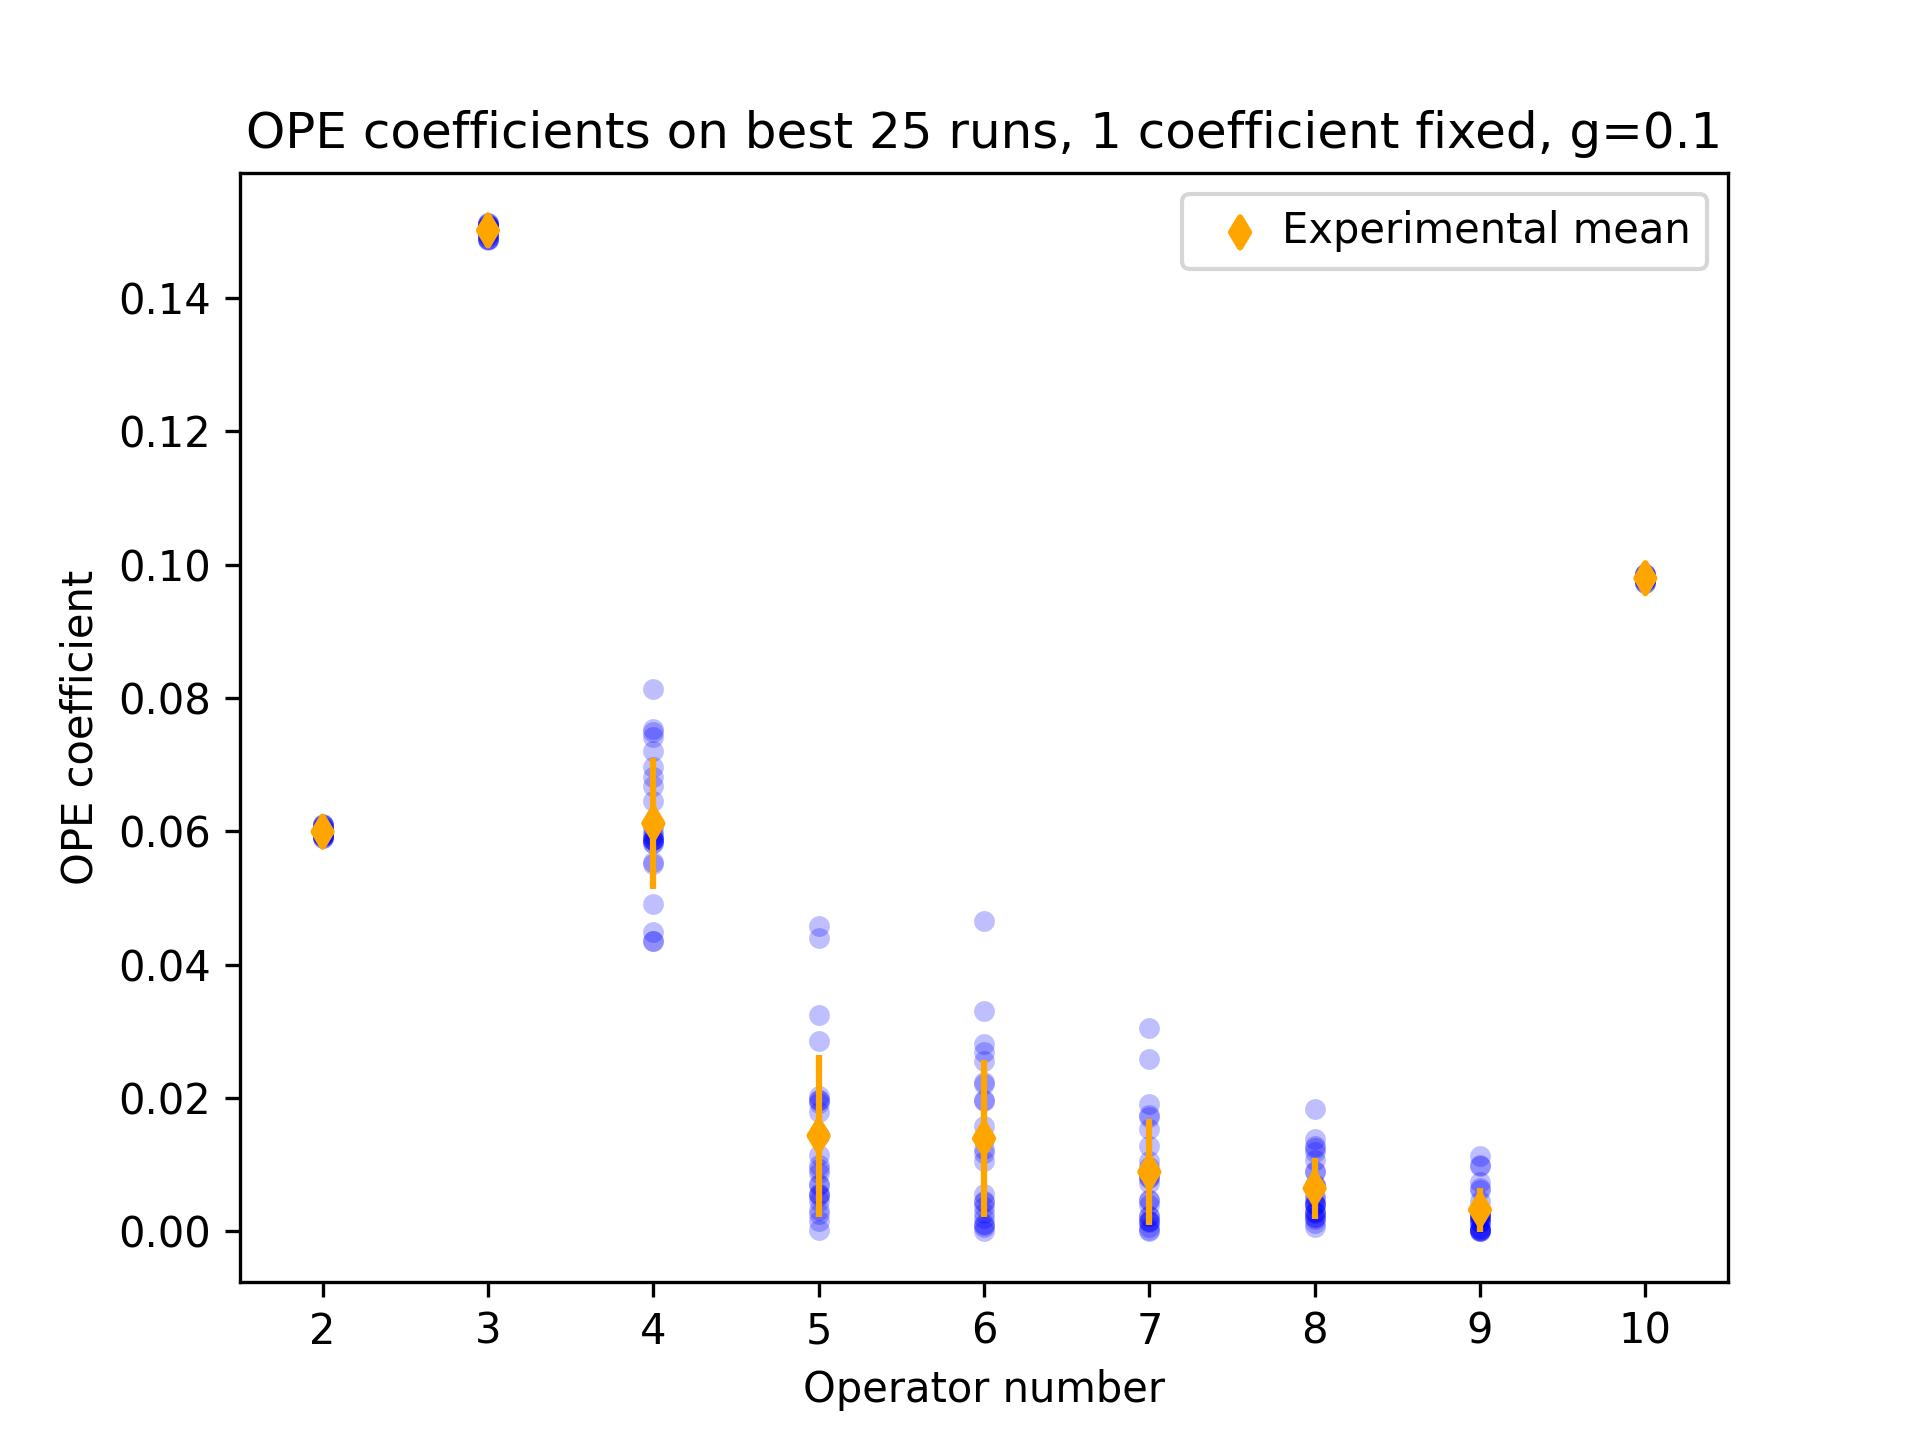 OPE coefficients on best 25 runs, 1 coefficient fixed, g=0.1
Experimental mean
OPE coefficient
0.14
0.12
0.10
0.08
0.06
0.04
0.02
0.00
2 3 4 5 6 7 8 9 10
Operator number